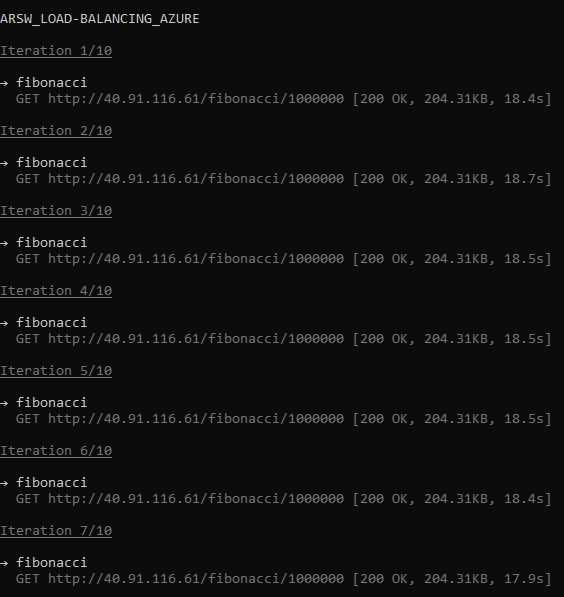 ARSW_LOAD-BALANCING_AZURE
Iteration 1/10
→ fibonacci
GET http://40.91.116.61/fibonacci/1000000 [200 OK, 204.31KB, 18.4s]
Iteration 2/10
→ fibonacci
GET http://40.91.116.61/fibonacci/1000000 [200 OK, 204.31KB, 18.7s]
Iteration 3/10
→ fibonacci
GET http://40.91.116.61/fibonacci/1000000 [200 OK, 204.31KB, 18.5s]
Iteration 4/10
→ fibonacci
GET http://40.91.116.61/fibonacci/1000000 [200 OK, 204.31KB, 18.5s]
Iteration 5/10
→ fibonacci
GET http://40.91.116.61/fibonacci/1000000 [200 OK, 204.31KB, 18.5s]
Iteration 6/10
→ fibonacci
GET http://40.91.116.61/fibonacci/1000000 [200 OK, 204.31KB, 18.4s]
Iteration 7/10
→ fibonacci
GET http://40.91.116.61/fibonacci/1000000 [200 OK, 204.31KB, 17.9s]